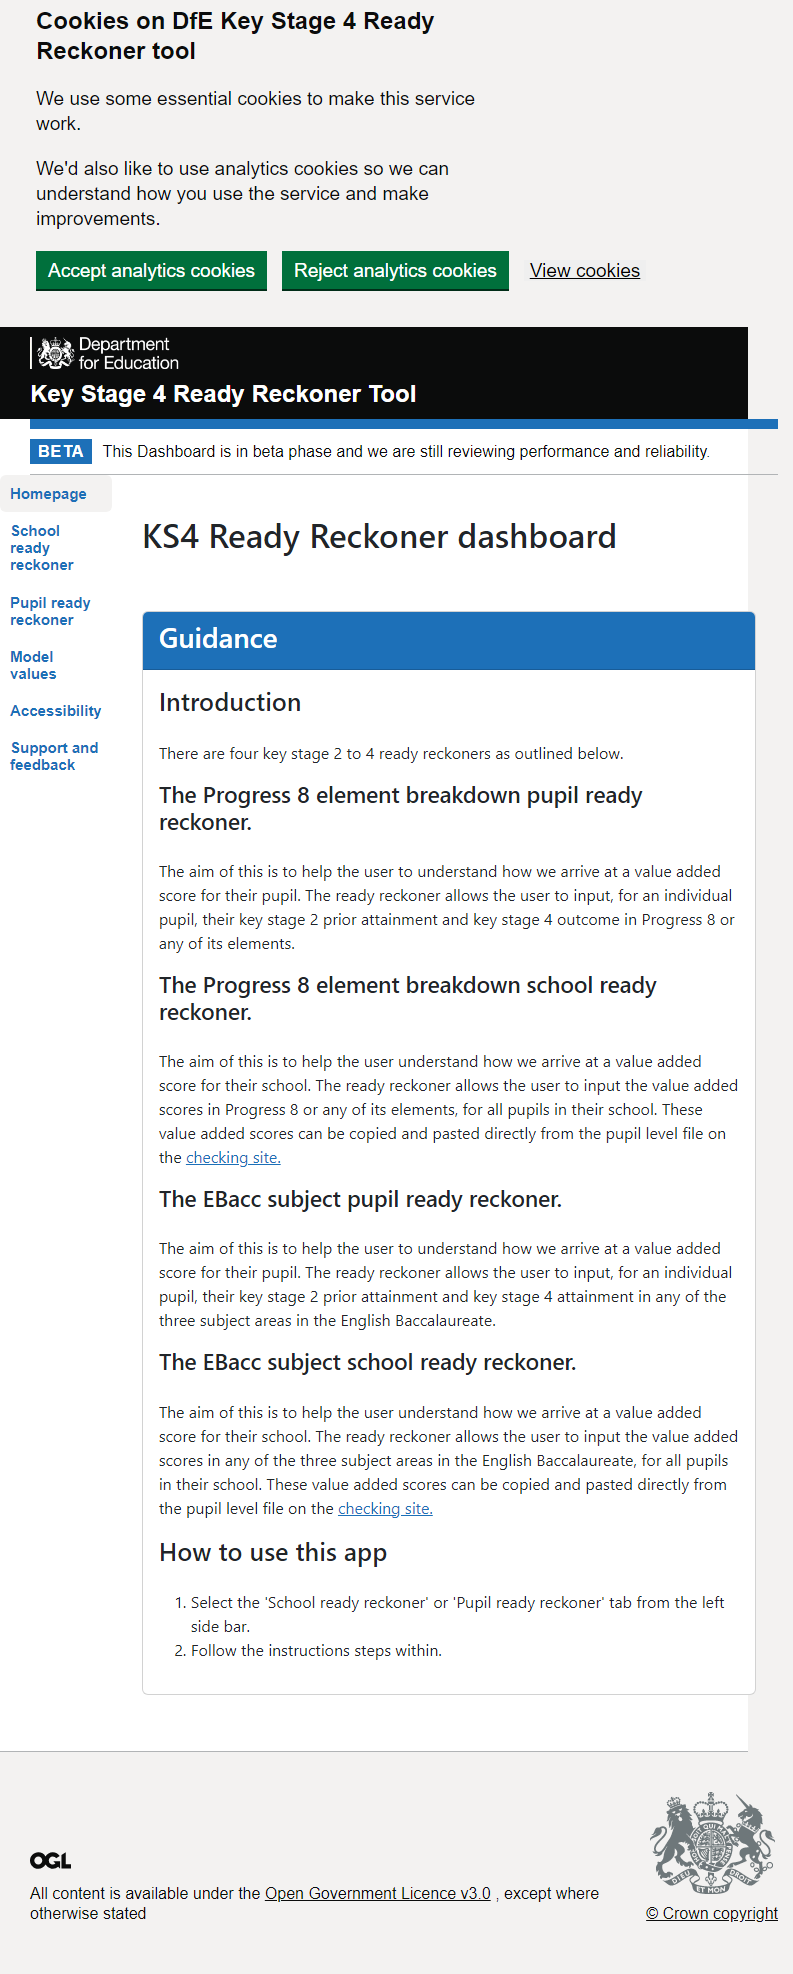 Cookies on DfE Key Stage 4 Ready
Reckoner tool
We use some essential cookies to make this service
work.
We'd also like to use analytics cookies so we can
understand how you use the service and make
improvements.
Accept analytics cookies
Reject analytics cookies
View cookies
Department
for Education
Key Stage 4 Ready Reckoner Tool
BETA This Dashboard is in beta phase and we are still reviewing performance and reliability.
Homepage
School
ready
reckoner
Pupil ready
reckoner
Model
values
Accessibility
Support and
feedback
KS4 Ready Reckoner dashboard
Guidance
Introduction
There are four key stage 2 to 4 ready reckoners as outlined below.
The Progress 8 element breakdown pupil ready
reckoner.
The aim of this is to help the user to understand how we arrive at a value added
score for their pupil. The ready reckoner allows the user to input, for an individual
pupil, their key stage 2 prior attainment and key stage 4 outcome in Progress 8 or
any of its elements.
The Progress 8 element breakdown school ready
reckoner.
The aim of this is to help the user understand how we arrive at a value added
score for their school. The ready reckoner allows the user to input the value added
scores in Progress 8 or any of its elements, for all pupils in their school. These
value added scores can be copied and pasted directly from the pupil level file on
the checking site.
The EBacc subject pupil ready reckoner.
The aim of this is to help the user to understand how we arrive at a value added
score for their pupil. The ready reckoner allows the user to input, for an individual
pupil, their key stage 2 prior attainment and key stage 4 attainment in any of the
three subject areas in the English Baccalaureate.
The EBacc subject school ready reckoner.
The aim of this is to help the user understand how we arrive at a value added
score for their school. The ready reckoner allows the user to input the value added
scores in any of the three subject areas in the English Baccalaureate, for all pupils
in their school. These value added scores can be copied and pasted directly from
the pupil level file on the checking site.
How to use this app
1. Select the 'School ready reckoner' or 'Pupil ready reckoner' tab from the left
side bar.
2. Follow the instructions steps within.
OGL
All content is available under the Open Government Licence v3.0 , except where
otherwise stated
© Crown copyright